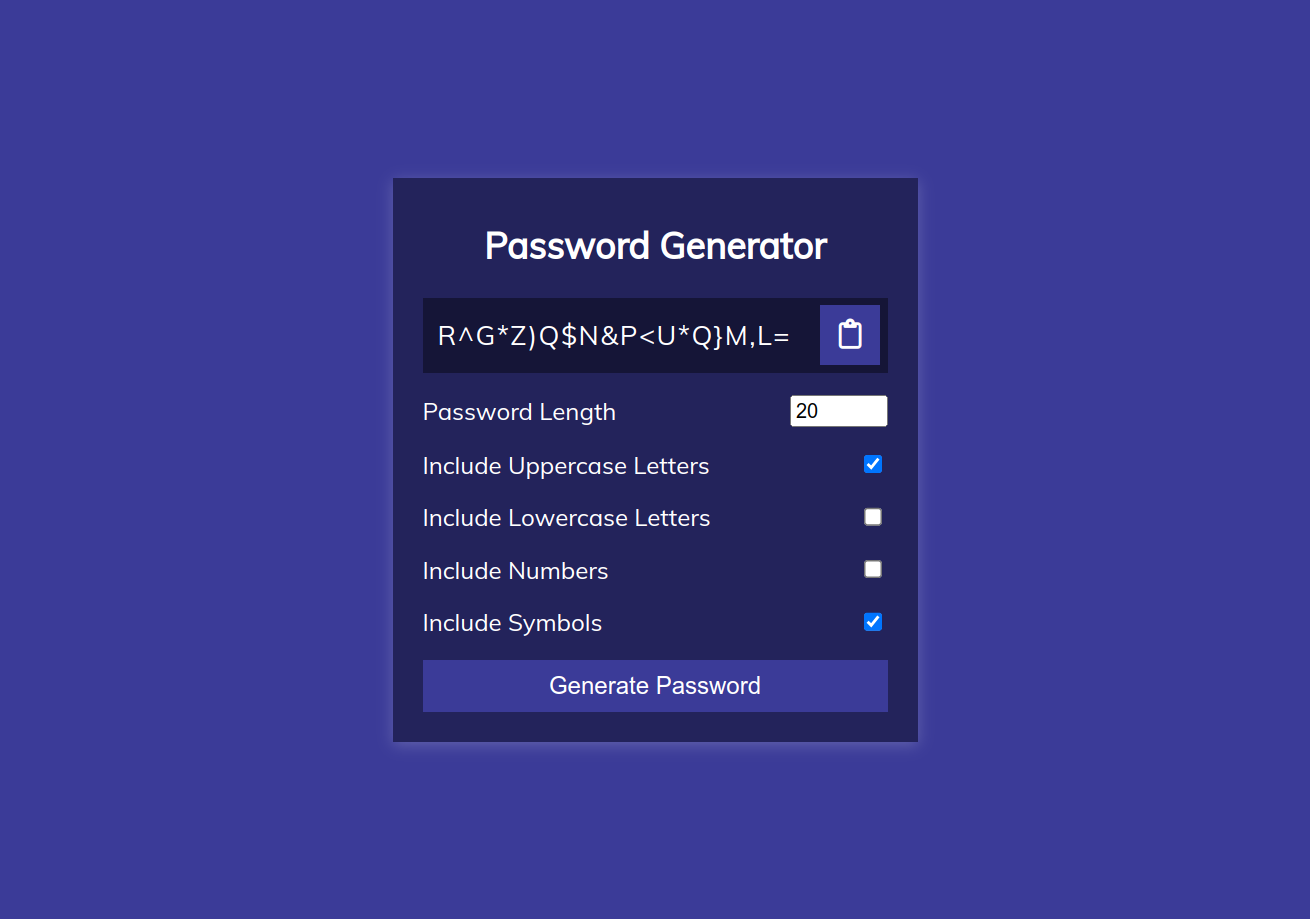 Password Generator
R^G*Z)Q$N&P<U*Q}M,L=
Password Length 20
Include Uppercase Letters
Include Lowercase Letters
Include Numbers
Include Symbols
Generate Password